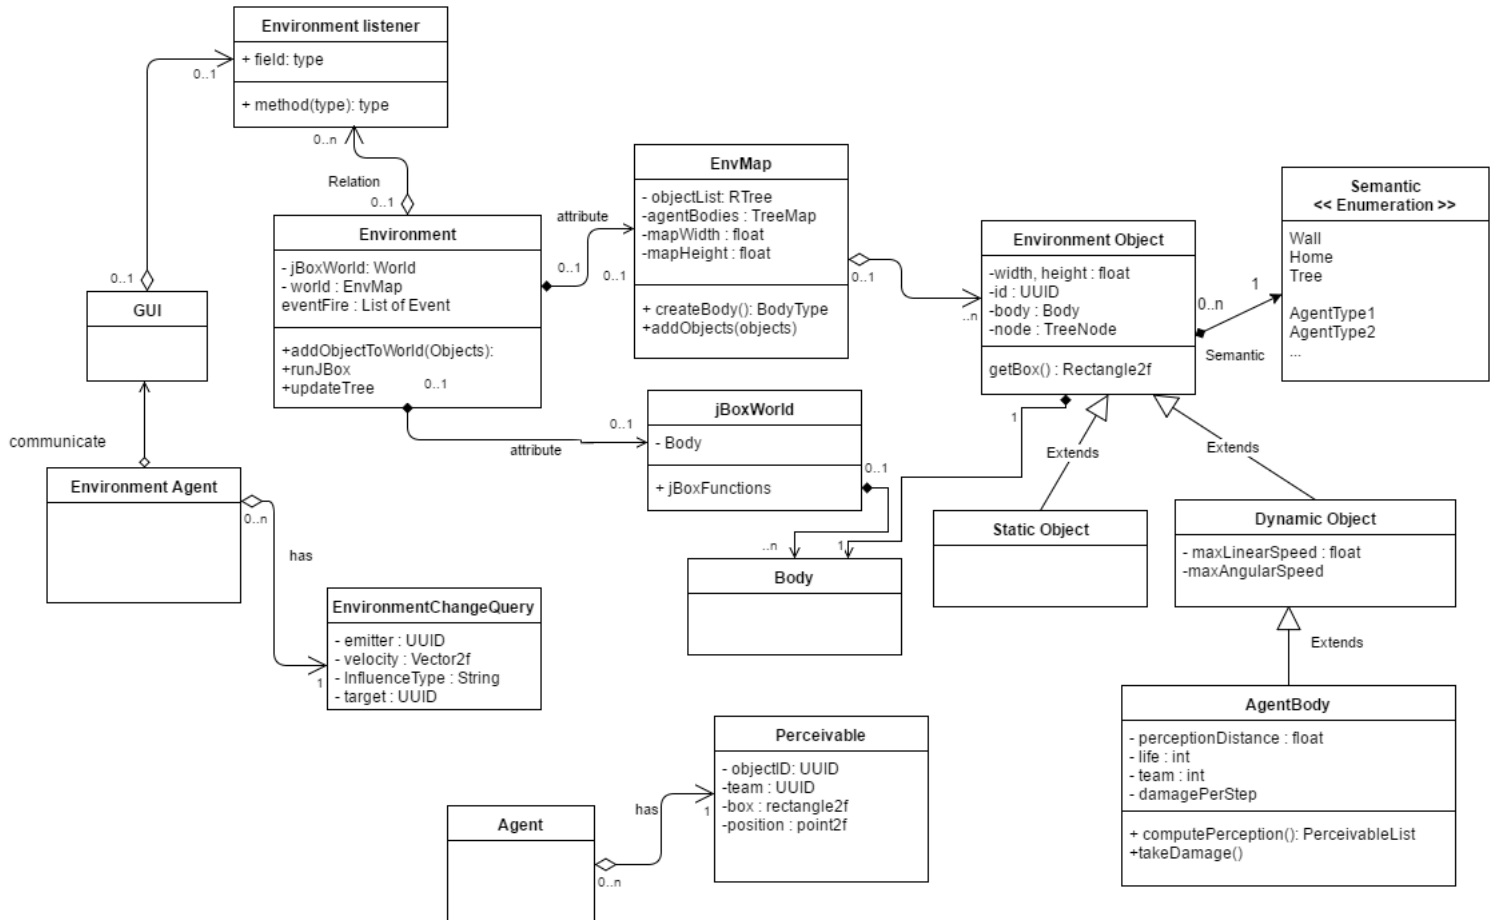 Environment listener
+ field: type
+ method(type): type
0..1
0..n
Relation
0..1
Environment
- jBoxWorld: World
- world : EnvMap
eventFire : List of Event
+addObjectToWorld(Objects):
+runJBox
+updateTree
0..1
attribute
0..1
0..1
EnvMap
- objectList: RTree
-agentBodies : TreeMap
-mapWidth : float
-mapHeight : float
+ createBody(): BodyType
+addObjects(objects)
0..1
..n
Environment Object
-width, height : float
-id : UUID
-body : Body
-node : TreeNode
getBox() : Rectangle2f
0..n
1
Semantic
Semantic
<< Enumeration >>
Wall
Home
Tree
AgentType1
AgentType2
...
0..1
GUI
communicate
Environment Agent
0..n
has
1
EnvironmentChangeQuery
- emitter : UUID
- velocity : Vector2f
- InfluenceType : String
- target : UUID
attribute
0..1
jBoxWorld
- Body
+ jBoxFunctions
0..1
1
..n
1
Body
Extends
Extends
Static Object
Dynamic Object
- maxLinearSpeed : float
-maxAngularSpeed
Extends
AgentBody
- perceptionDistance : float
- life : int
- team : int
- damagePerStep
+ computePerception(): PerceivableList
+takeDamage()
Perceivable
- objectID: UUID
-team : UUID
-box : rectangle2f
-position : point2f
has
1
Agent
0..n